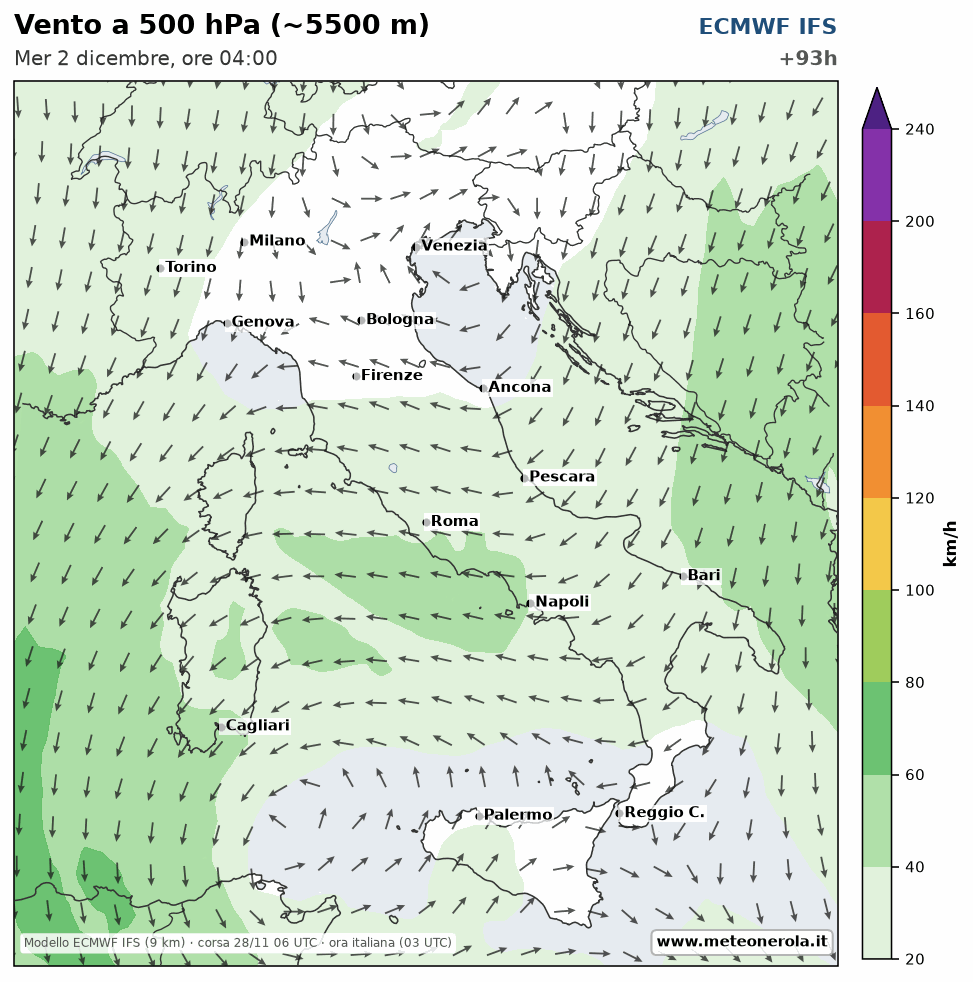 Vento a 500 hPa (~5500 m)
ECMWF IFS
Mer 2 dicembre, ore 04:00
+93h
240
220
200
160
140
120
100
80
60
40
20
km/h
Milano
Venezia
Torino
Genova
Bologna
Firenze
Ancona
Pescara
Roma
Bari
Napoli
Cagliari
Palermo
Reggio C.
Modello ECMWF IFS (9 km) · corsa 28/11 06 UTC · ora italiana (03 UTC)
www.meteonerola.it